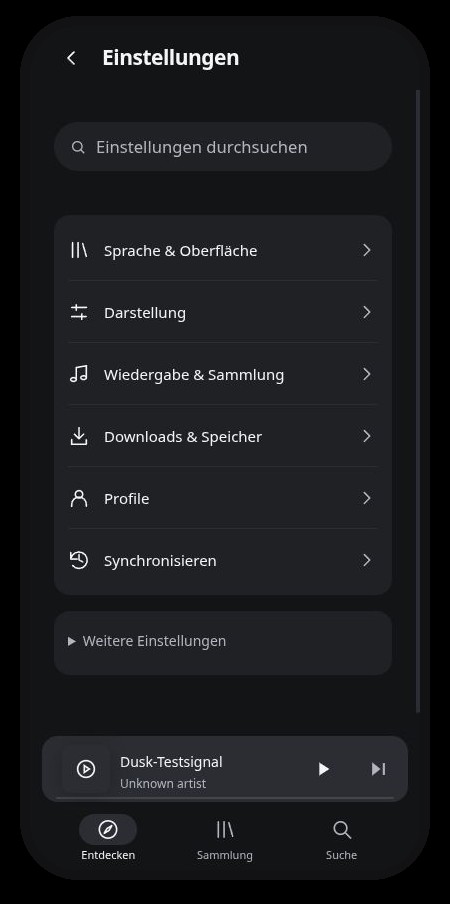 Einstellungen
Einstellungen durchsuchen
Sprache & Oberfläche
Darstellung
Wiedergabe & Sammlung
Downloads & Speicher
Profile
Synchronisieren
Weitere Einstellungen
Dusk-Testsignal
Unknown artist
Entdecken
Sammlung
Suche